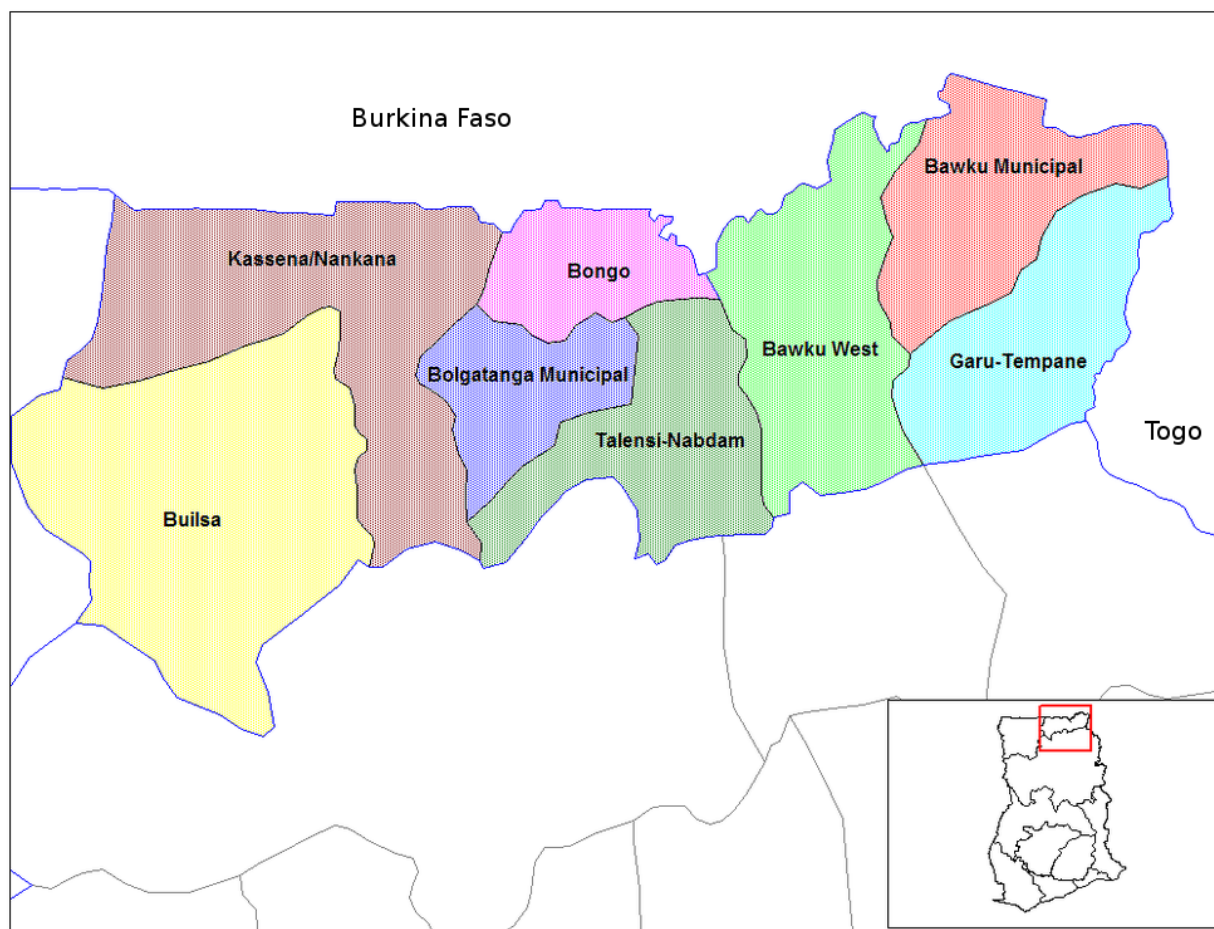 Burkina Faso
Bawku Municipal
Kassena/Nankana
Bongo
Bawku West
Garu-Tempane
Bolgatanga Municipal
Talensi-Nabdam
Togo
Builsa